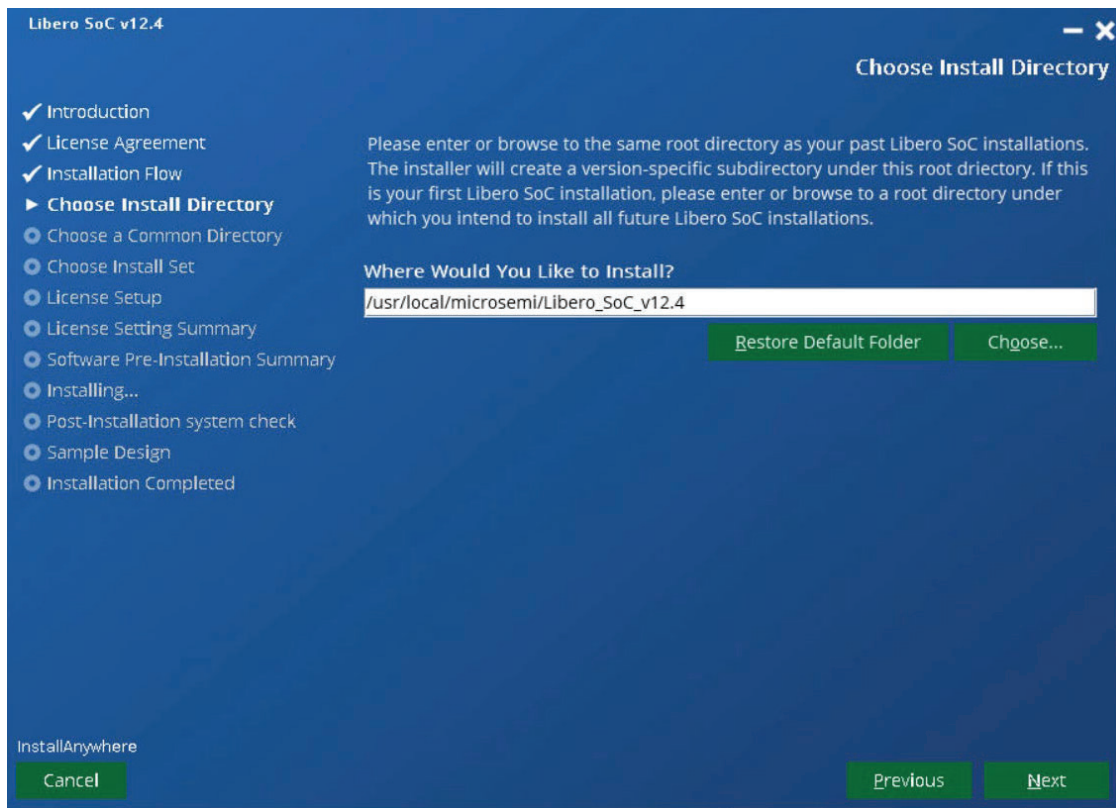 Libero SoC v12.4
Choose Install Directory
Introduction
License Agreement
Installation Flow
Choose Install Directory
Choose a Common Directory
Choose Install Set
License Setup
License Setting Summary
Software Pre-Installation Summary
Installing...
Post-Installation system check
Sample Design
Installation Completed
Please enter or browse to the same root directory as your past Libero SoC installations.
The installer will create a version-specific subdirectory under this root driectory. If this
is your first Libero SoC installation, please enter or browse to a root directory under
which you intend to install all future Libero SoC installations.
Where Would You Like to Install?
/usr/local/microsemi/Libero_SoC_v12.4
Restore Default Folder
Choose...
InstallAnywhere
Cancel
Previous
Next